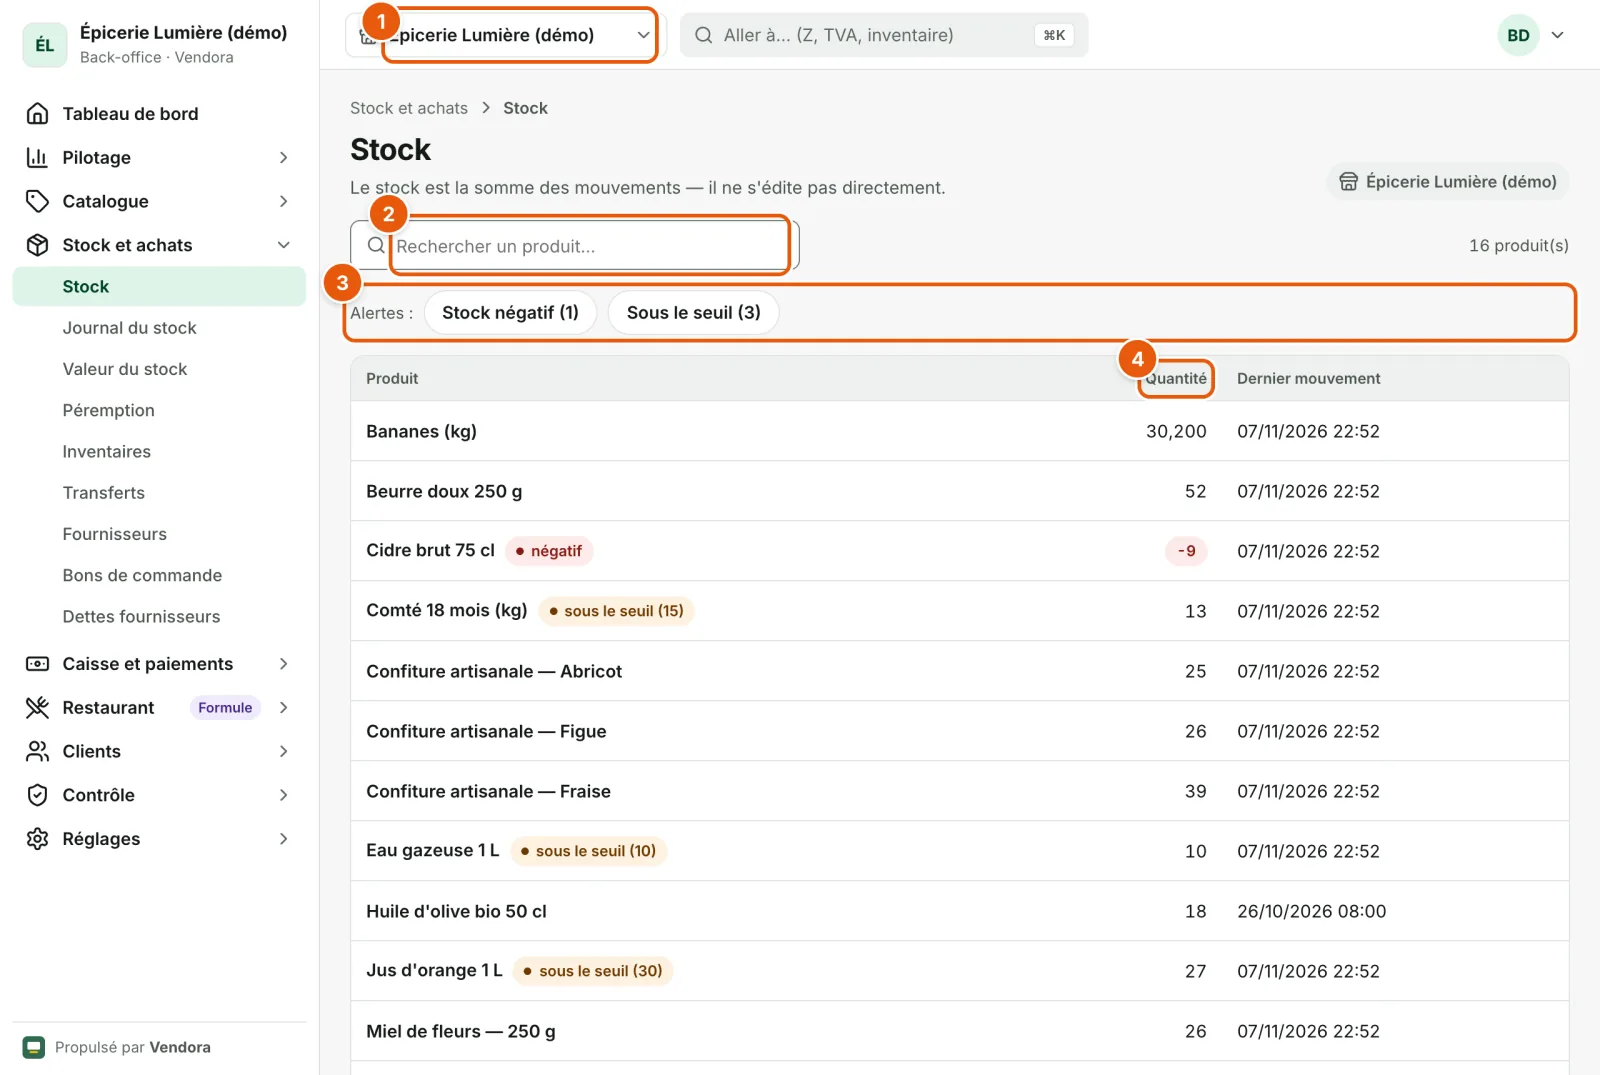 ÉL
Épicerie Lumière (démo)
Back-office · Vendora
Tableau de bord
Pilotage
Catalogue
Stock et achats
Stock
Journal du stock
Valeur du stock
Péremption
Inventaires
Transferts
Fournisseurs
Bons de commande
Dettes fournisseurs
Caisse et paiements
Restaurant Formule
Clients
Contrôle
Réglages
Propulsé par Vendora
1
Épicerie Lumière (démo)
Aller à... (Z, TVA, inventaire) ⌘K
BD
Stock et achats > Stock
Stock
Le stock est la somme des mouvements — il ne s'édite pas directement.
Épicerie Lumière (démo)
2
Rechercher un produit...
16 produit(s)
3
Alertes : Stock négatif (1) Sous le seuil (3)
4
Produit Quantité Dernier mouvement
Bananes (kg) 30,200 07/11/2026 22:52
Beurre doux 250 g 52 07/11/2026 22:52
Cidre brut 75 cl • négatif -9 07/11/2026 22:52
Comté 18 mois (kg) • sous le seuil (15) 13 07/11/2026 22:52
Confiture artisanale — Abricot 25 07/11/2026 22:52
Confiture artisanale — Figue 26 07/11/2026 22:52
Confiture artisanale — Fraise 39 07/11/2026 22:52
Eau gazeuse 1 L • sous le seuil (10) 10 07/11/2026 22:52
Huile d'olive bio 50 cl 18 26/10/2026 08:00
Jus d'orange 1 L • sous le seuil (30) 27 07/11/2026 22:52
Miel de fleurs — 250 g 26 07/11/2026 22:52